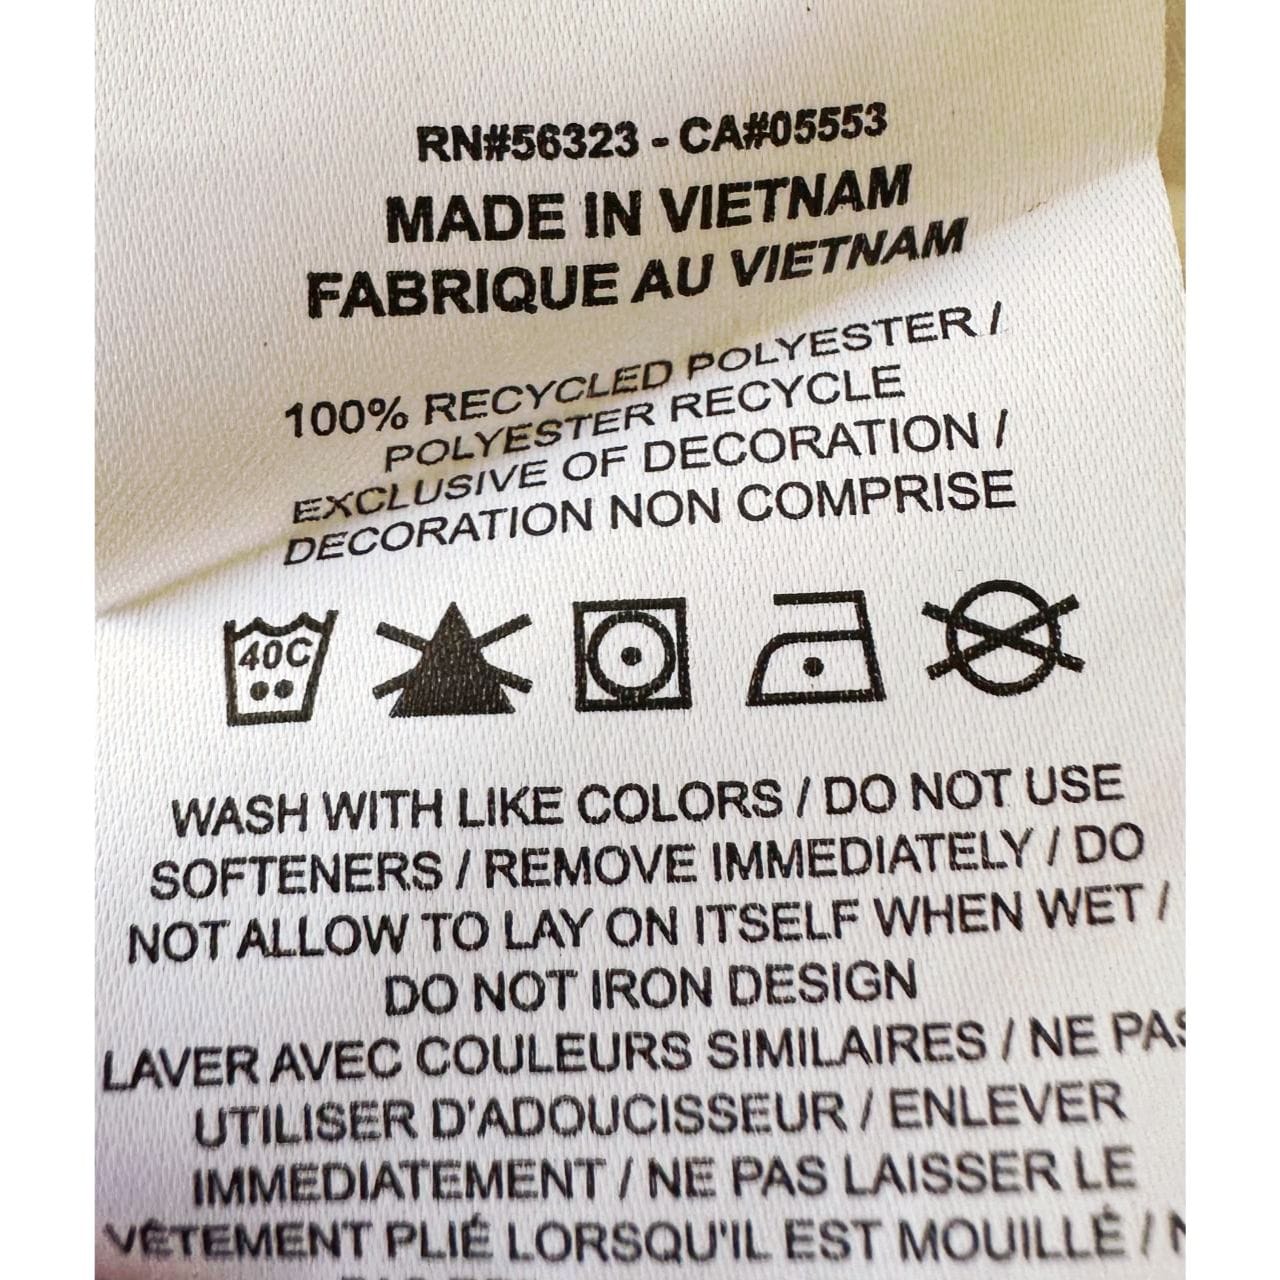 RN#56323 - CA#05553
MADE IN VIETNAM
FABRIQUE AU VIETNAM
100% RECYCLED POLYESTER /
POLYESTER RECYCLE
EXCLUSIVE OF DECORATION /
DECORATION NON COMPRISE
40C
WASH WITH LIKE COLORS / DO NOT USE
SOFTENERS / REMOVE IMMEDIATELY / DO
NOT ALLOW TO LAY ON ITSELF WHEN WET /
DO NOT IRON DESIGN
LAVER AVEC COULEURS SIMILAIRES / NE PAS
UTILISER D'ADOUCISSEUR / ENLEVER
IMMEDIATEMENT / NE PAS LAISSER LE
VÊTEMENT PLIÉ LORSQU'IL EST MOUILLÉ /